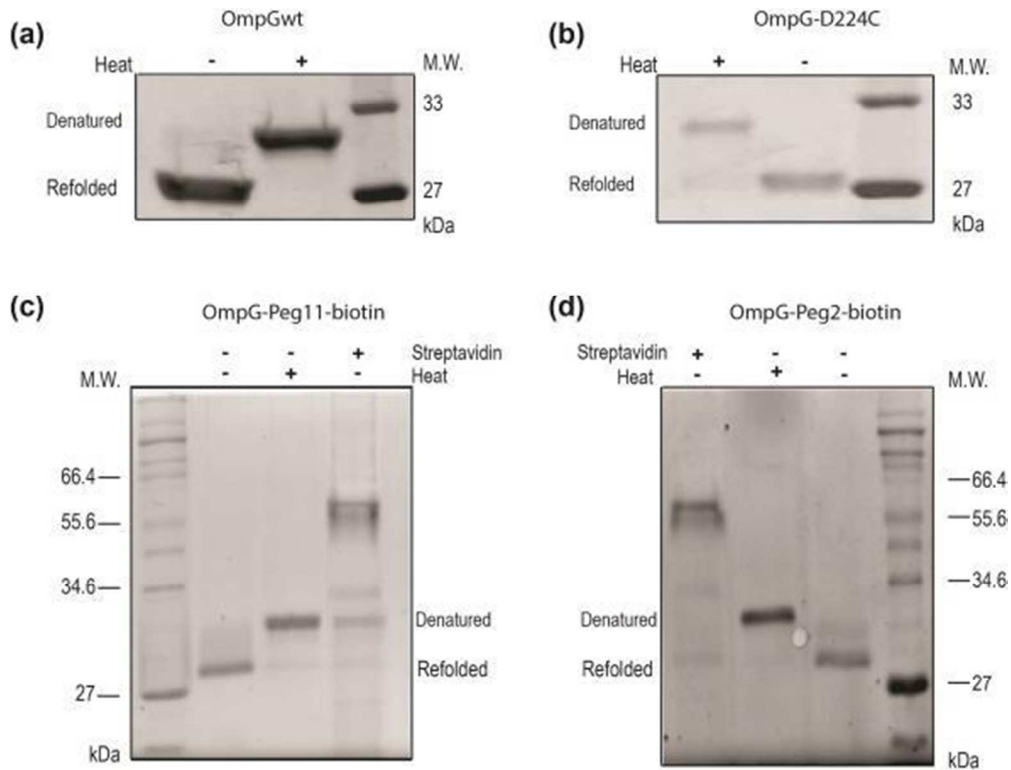 (a)
OmpGwt
Heat - + M.W.
Denatured
Refolded
33
27
kDa
(b)
OmpG-D224C
Heat + - M.W.
Denatured
Refolded
33
27
kDa
(c)
OmpG-Peg11-biotin
- - + Streptavidin
- + - Heat
M.W.
66.4
55.6
34.6
27
kDa
Denatured
Refolded
(d)
OmpG-Peg2-biotin
Streptavidin + - -
Heat - + -
M.W.
Denatured
Refolded
66.4
55.6
34.6
27
kDa